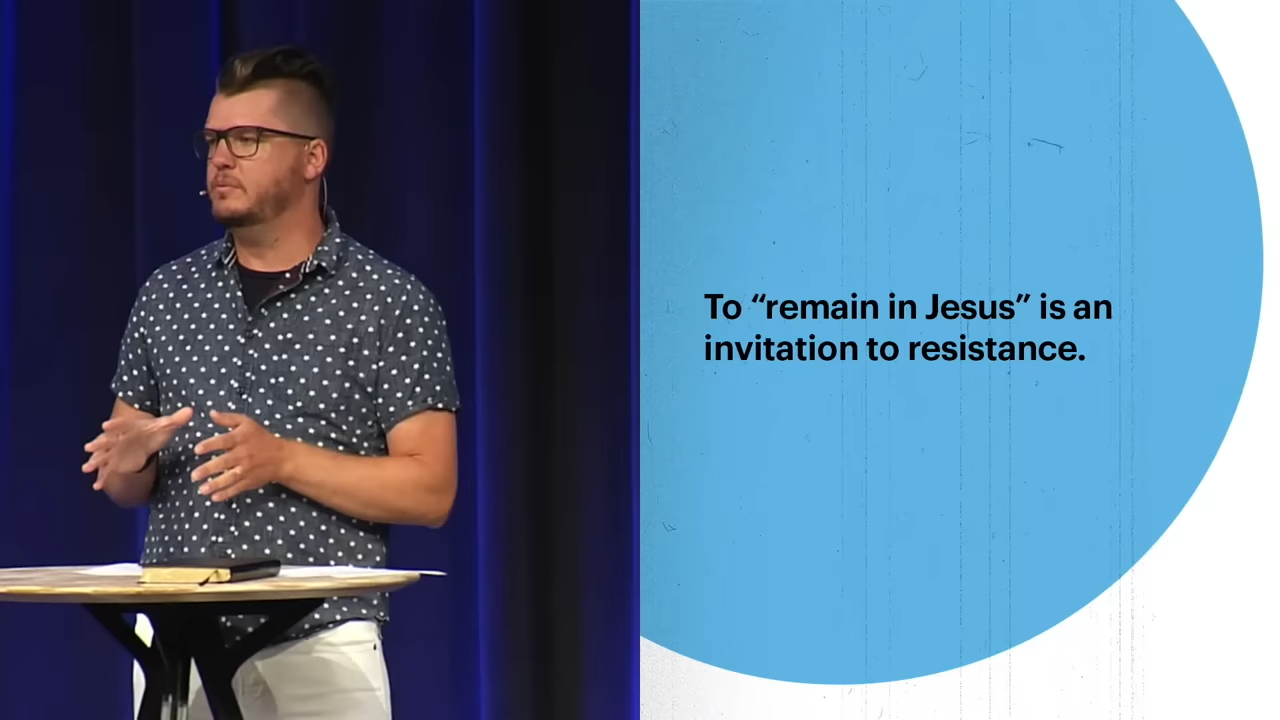 To “remain in Jesus” is an
invitation to resistance.